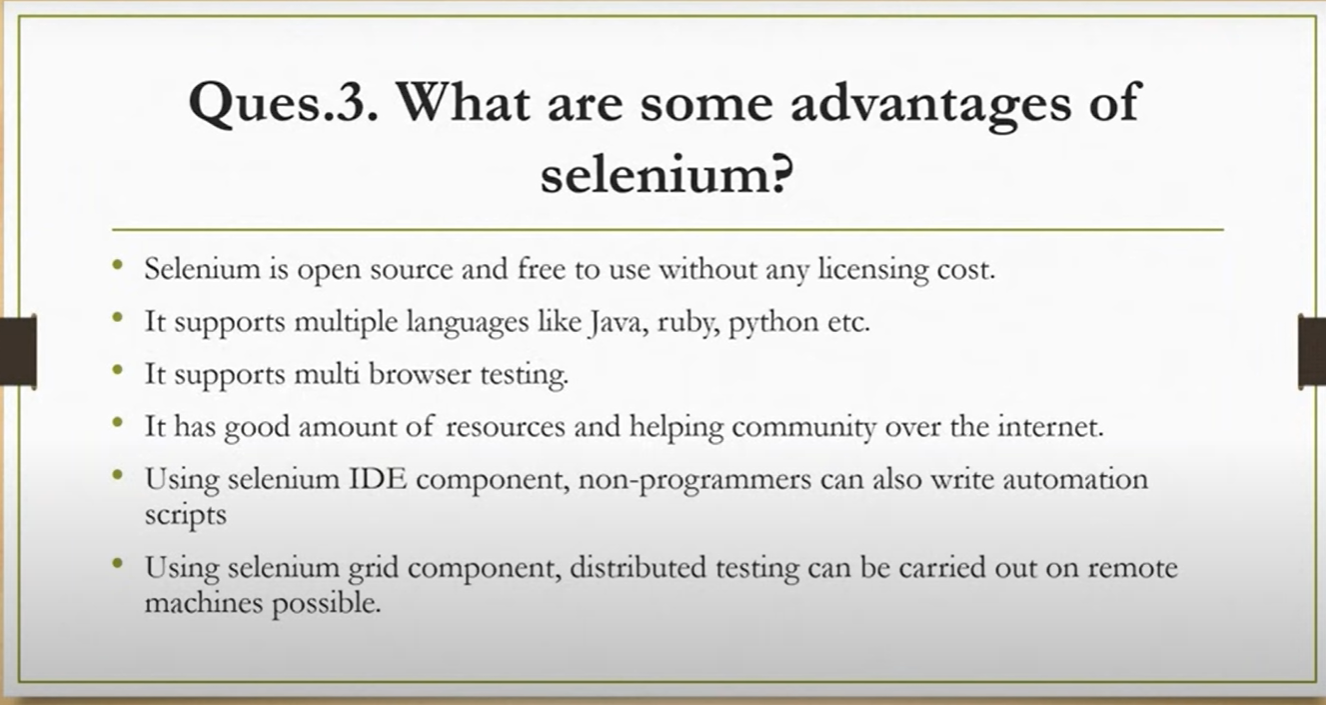 Ques.3. What are some advantages of
selenium?
• Selenium is open source and free to use without any licensing cost.
• It supports multiple languages like Java, ruby, python etc.
• It supports multi browser testing.
• It has good amount of resources and helping community over the internet.
• Using selenium IDE component, non-programmers can also write automation
scripts
• Using selenium grid component, distributed testing can be carried out on remote
machines possible.